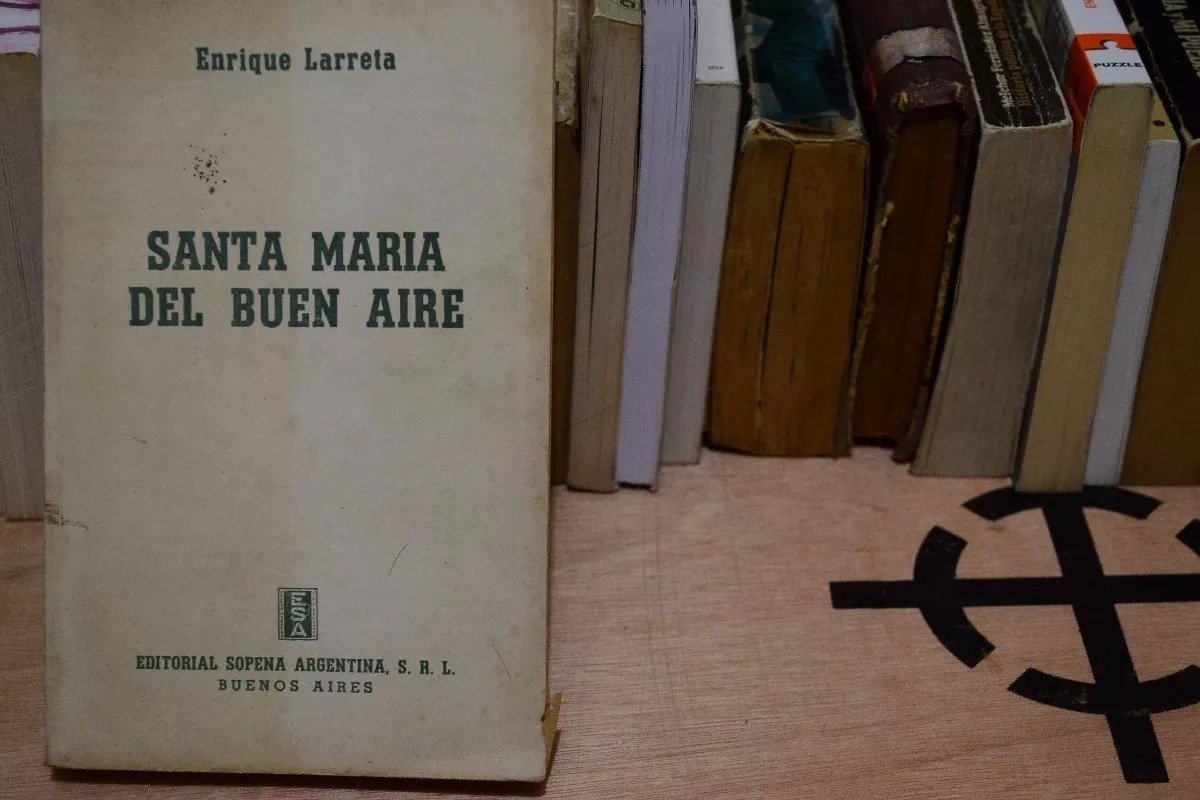 Enrique Larreta
SANTA MARIA
DEL BUEN AIRE
ESA
EDITORIAL SOPENA ARGENTINA, S. R. L.
BUENOS AIRES
PUZZLE